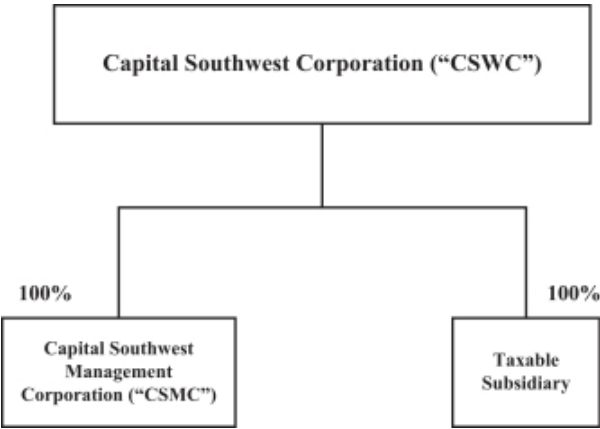 Capital Southwest Corporation (“CSWC”)
100%
100%
Capital Southwest
Management
Corporation (“CSMC”)
Taxable
Subsidiary